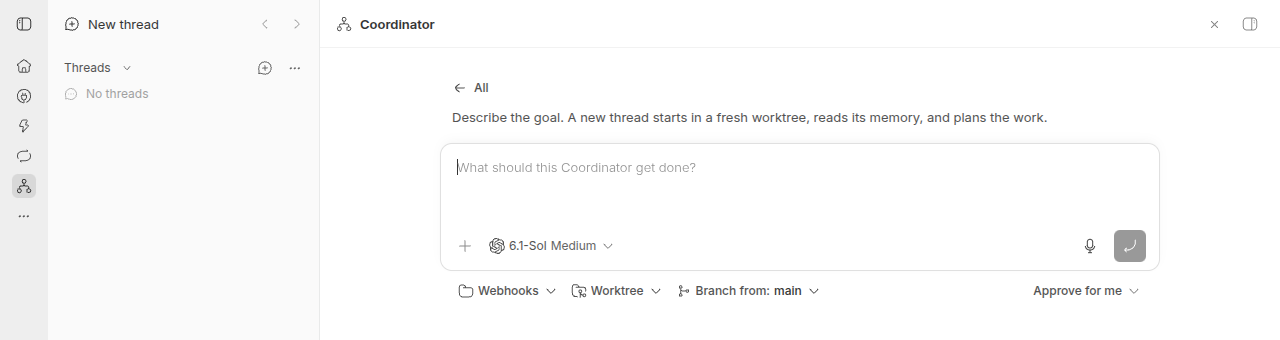 New thread
Threads
No threads
Coordinator
All
Describe the goal. A new thread starts in a fresh worktree, reads its memory, and plans the work.
What should this Coordinator get done?
6.1-Sol Medium
Webhooks
Worktree
Branch from: main
Approve for me